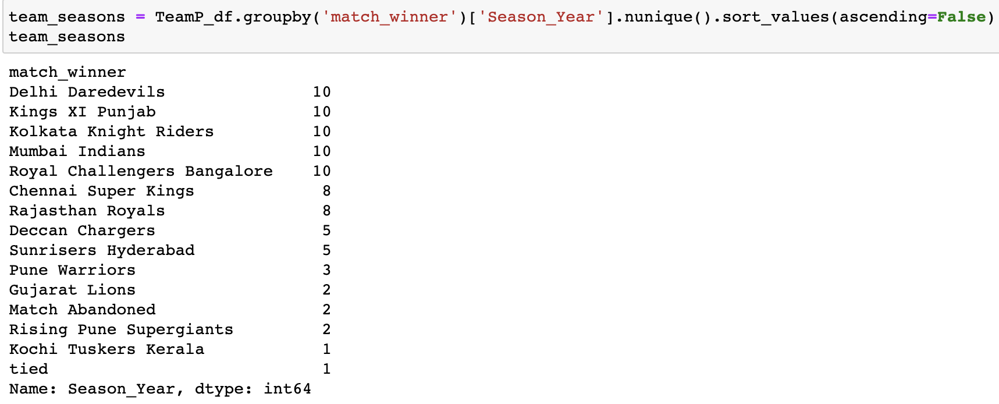 team_seasons = TeamP_df.groupby('match_winner')['Season_Year'].nunique().sort_values(ascending=False)
team_seasons
match_winner
Delhi Daredevils 10
Kings XI Punjab 10
Kolkata Knight Riders 10
Mumbai Indians 10
Royal Challengers Bangalore 10
Chennai Super Kings 8
Rajasthan Royals 8
Deccan Chargers 5
Sunrisers Hyderabad 5
Pune Warriors 3
Gujarat Lions 2
Match Abandoned 2
Rising Pune Supergiants 2
Kochi Tuskers Kerala 1
tied 1
Name: Season_Year, dtype: int64